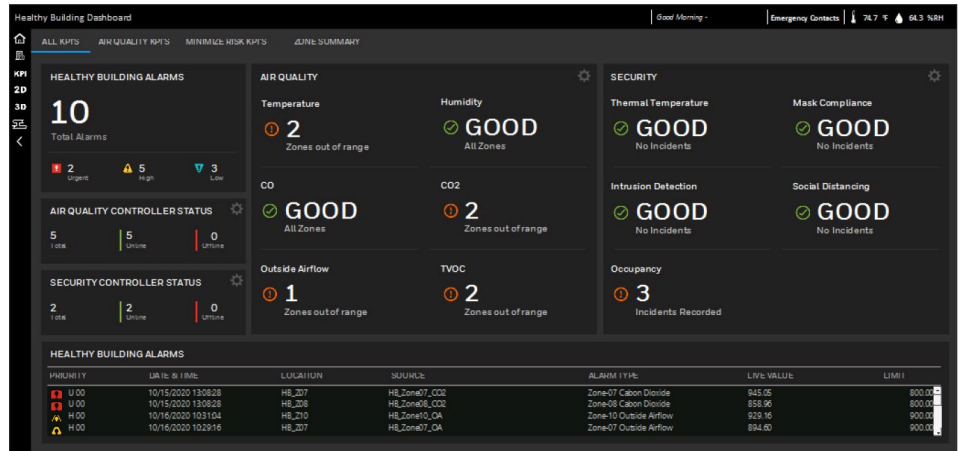 Healthy Building Dashboard
Good Morning -
Emergency Contacts 74.7 °F 64.3 %RH
ALL KPI'S AIR QUALITY KPI'S MINIMIZE RISK KPI'S ZONE SUMMARY
KPI
2D
3D
HEALTHY BUILDING ALARMS
10
Total Alarms
2 5 3
Urgent High Low
AIR QUALITY CONTROLLER STATUS
5 5 0
Total Online Offline
SECURITY CONTROLLER STATUS
2 2 0
Total Online Offline
AIR QUALITY
Temperature
2
Zones out of range
Humidity
GOOD
All Zones
CO
GOOD
All Zones
CO2
2
Zones out of range
Outside Airflow
1
Zones out of range
TVOC
2
Zones out of range
SECURITY
Thermal Temperature
GOOD
No Incidents
Mask Compliance
GOOD
No Incidents
Intrusion Detection
GOOD
No Incidents
Social Distancing
GOOD
No Incidents
Occupancy
3
Incidents Recorded
HEALTHY BUILDING ALARMS
PRIORITY DATE & TIME LOCATION SOURCE ALARM TYPE LIVE VALUE LIMIT
U 00 10/15/2020 13:08:28 HB_Z07 HB_Zone07_CO2 Zone-07 Cabon Dioxide 945.05 800.00
U 00 10/15/2020 13:08:28 HB_Z08 HB_Zone08_CO2 Zone-08 Cabon Dioxide 858.96 800.00
H 00 10/16/2020 10:31:04 HB_Z10 HB_Zone10_OA Zone-10 Outside Airflow 929.16 900.00
H 00 10/16/2020 10:29:16 HB_Z07 HB_Zone07_OA Zone-07 Outside Airflow 894.60 900.00